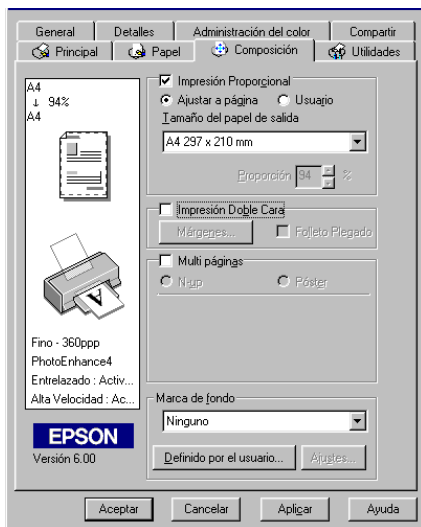 General Detalles Administración del color Compartir
Principal Papel Composición Utilidades
A4
↓ 94%
A4
Fino - 360ppp
PhotoEnhance4
Entrelazado : Activ...
Alta Velocidad : Ac...
EPSON
Versión 6.00
Impresión Proporcional
Ajustar a página Usuario
Tamaño del papel de salida
A4 297 x 210 mm
Proporción 94 %
Impresión Doble Cara
Márgenes... Folleto Plegado
Multi páginas
N-up Póster
Marca de fondo
Ninguno
Definido por el usuario... Ajustes...
Aceptar Cancelar Aplicar Ayuda